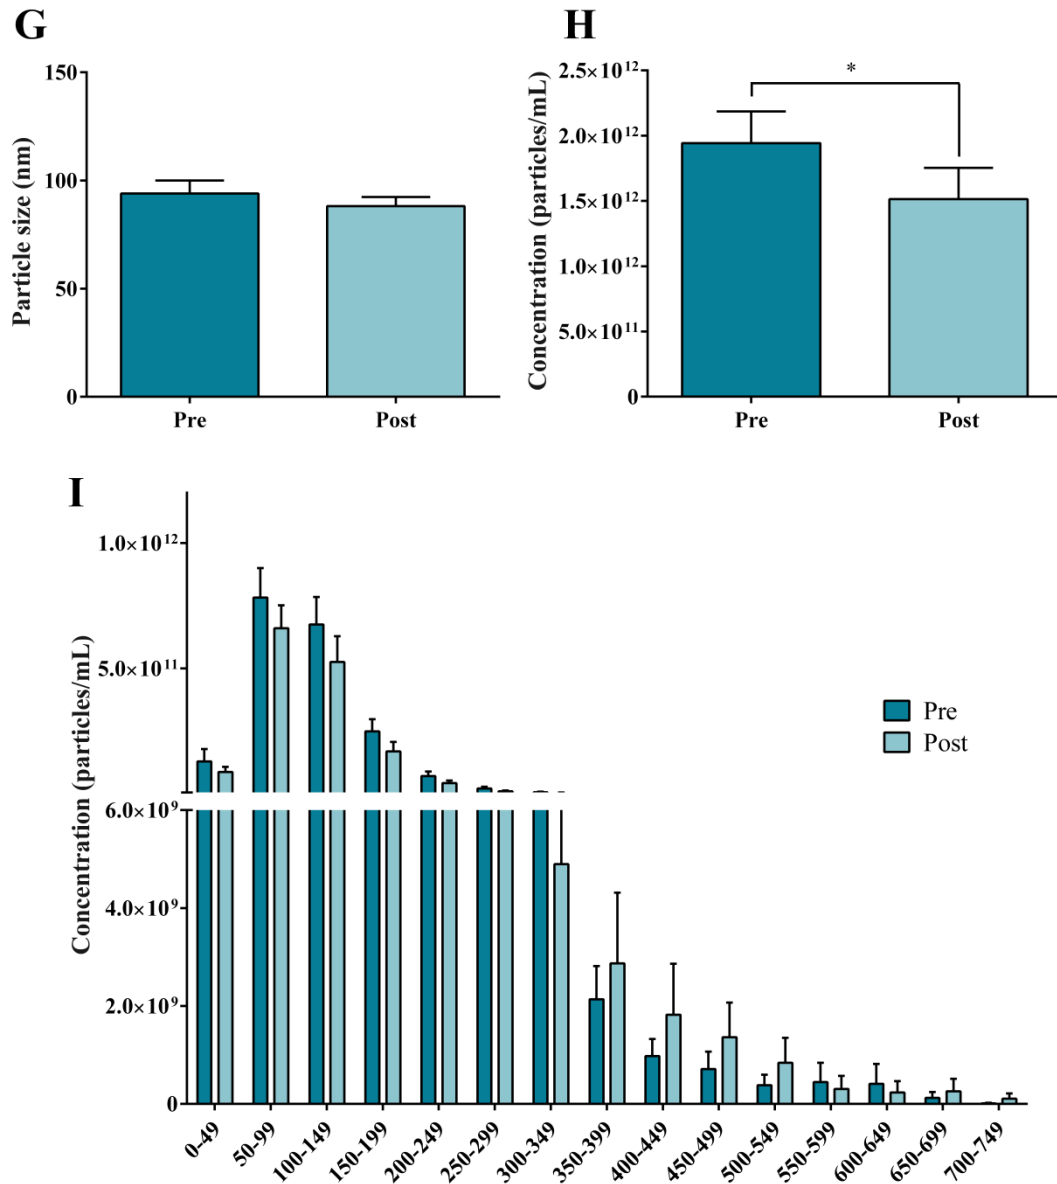 G
Particle size (nm)
150
100
50
0
Pre
Post
H
Concentration (particles/mL)
2.5×10¹²
2.0×10¹²
1.5×10¹²
1.0×10¹²
5.0×10¹¹
0
*
Pre
Post
I
Concentration (particles/mL)
1.0×10¹²
5.0×10¹¹
6.0×10⁹
4.0×10⁹
2.0×10⁹
0
Pre
Post
0-49
50-99
100-149
150-199
200-249
250-299
300-349
350-399
400-449
450-499
500-549
550-599
600-649
650-699
700-749